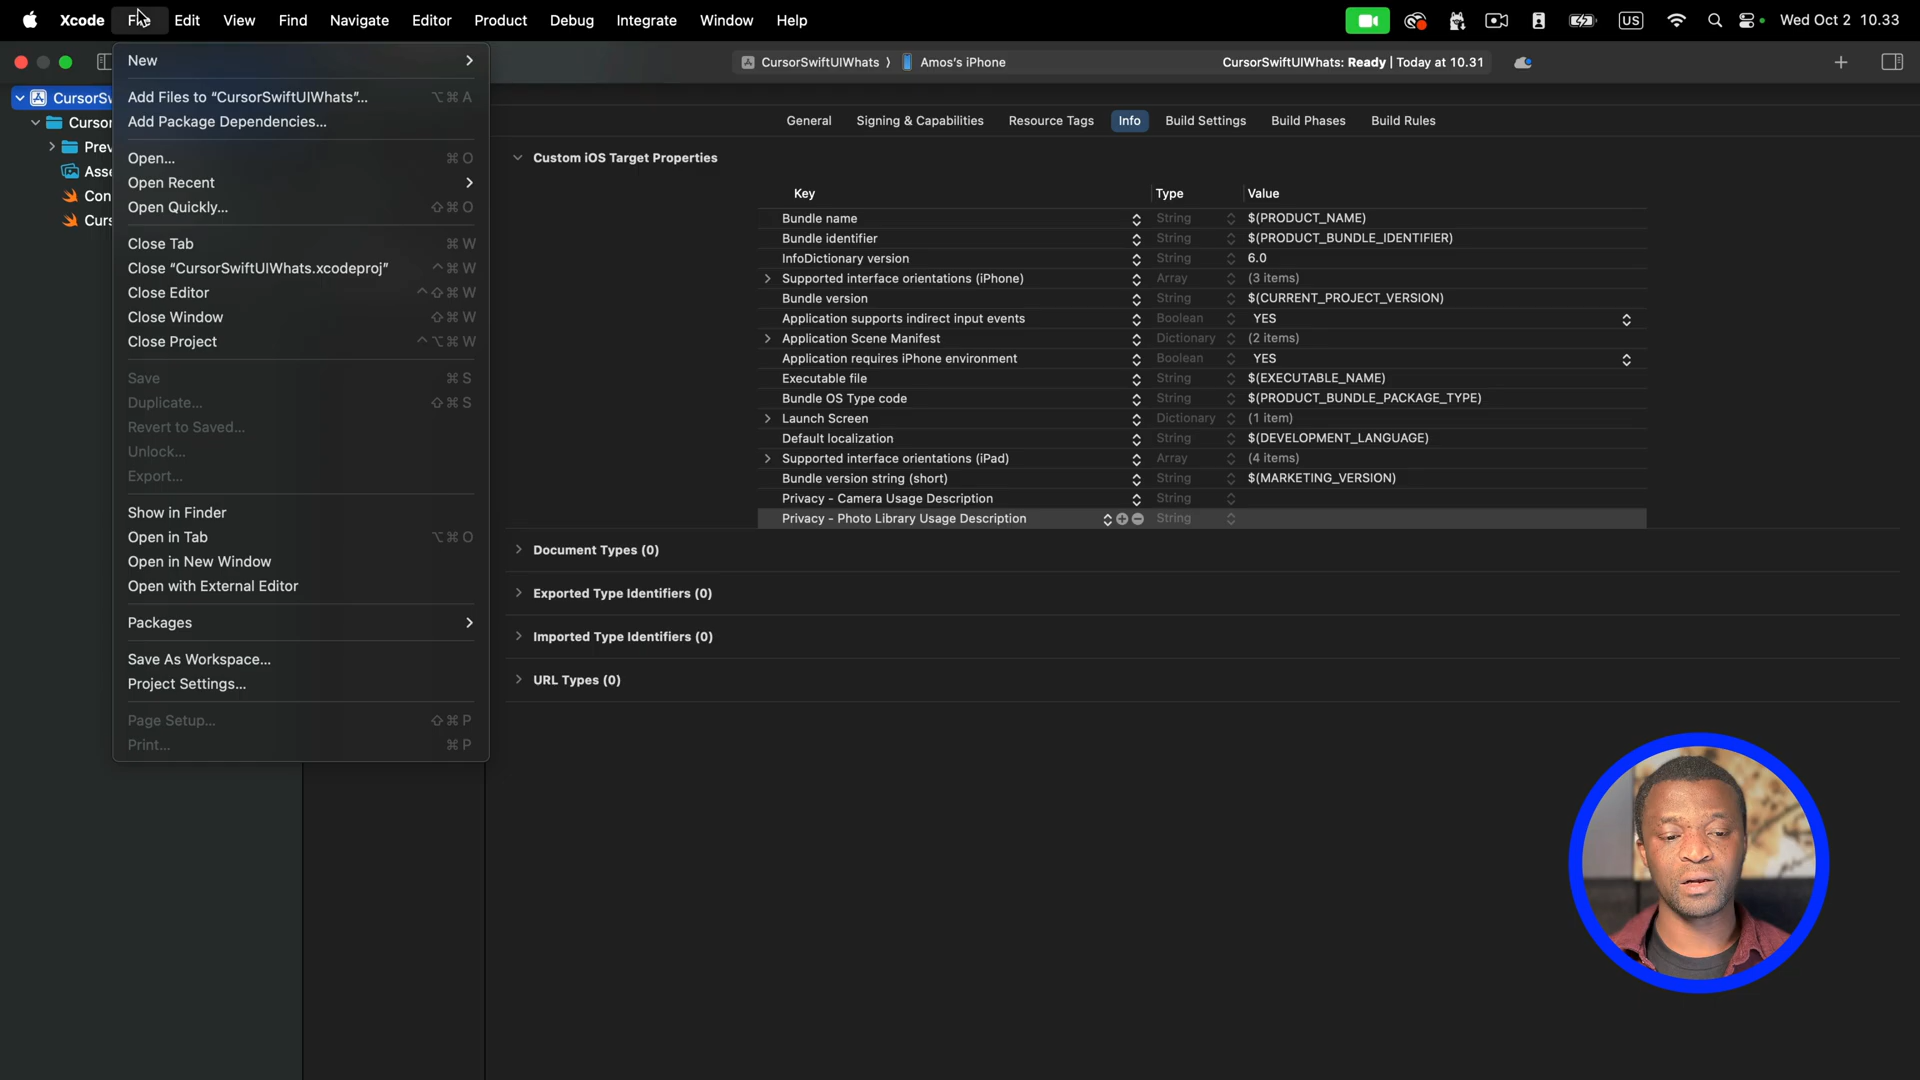 Xcode File Edit View Find Navigate Editor Product Debug Integrate Window Help US Wed Oct 2 10.33
CursorSwiftUIWhats 〉 Amos's iPhone CursorSwiftUIWhats: Ready | Today at 10.31
CursorSw
Cursor
Prev
Asse
Con
Curs
New
Add Files to “CursorSwiftUIWhats”... ⌥⌘A
Add Package Dependencies...
Open... ⌘O
Open Recent
Open Quickly... ⇧⌘O
Close Tab ⌘W
Close “CursorSwiftUIWhats.xcodeproj” ⌃⌘W
Close Editor ⌃⇧⌘W
Close Window ⇧⌘W
Close Project ⌃⌥⌘W
Save ⌘S
Duplicate... ⇧⌘S
Revert to Saved...
Unlock...
Export...
Show in Finder
Open in Tab ⌥⌘O
Open in New Window
Open with External Editor
Packages
Save As Workspace...
Project Settings...
Page Setup... ⇧⌘P
Print... ⌘P
General Signing & Capabilities Resource Tags Info Build Settings Build Phases Build Rules
Custom iOS Target Properties
Key Type Value
Bundle name String $(PRODUCT_NAME)
Bundle identifier String $(PRODUCT_BUNDLE_IDENTIFIER)
InfoDictionary version String 6.0
Supported interface orientations (iPhone) Array (3 items)
Bundle version String $(CURRENT_PROJECT_VERSION)
Application supports indirect input events Boolean YES
Application Scene Manifest Dictionary (2 items)
Application requires iPhone environment Boolean YES
Executable file String $(EXECUTABLE_NAME)
Bundle OS Type code String $(PRODUCT_BUNDLE_PACKAGE_TYPE)
Launch Screen Dictionary (1 item)
Default localization String $(DEVELOPMENT_LANGUAGE)
Supported interface orientations (iPad) Array (4 items)
Bundle version string (short) String $(MARKETING_VERSION)
Privacy - Camera Usage Description String
Privacy - Photo Library Usage Description String
Document Types (0)
Exported Type Identifiers (0)
Imported Type Identifiers (0)
URL Types (0)